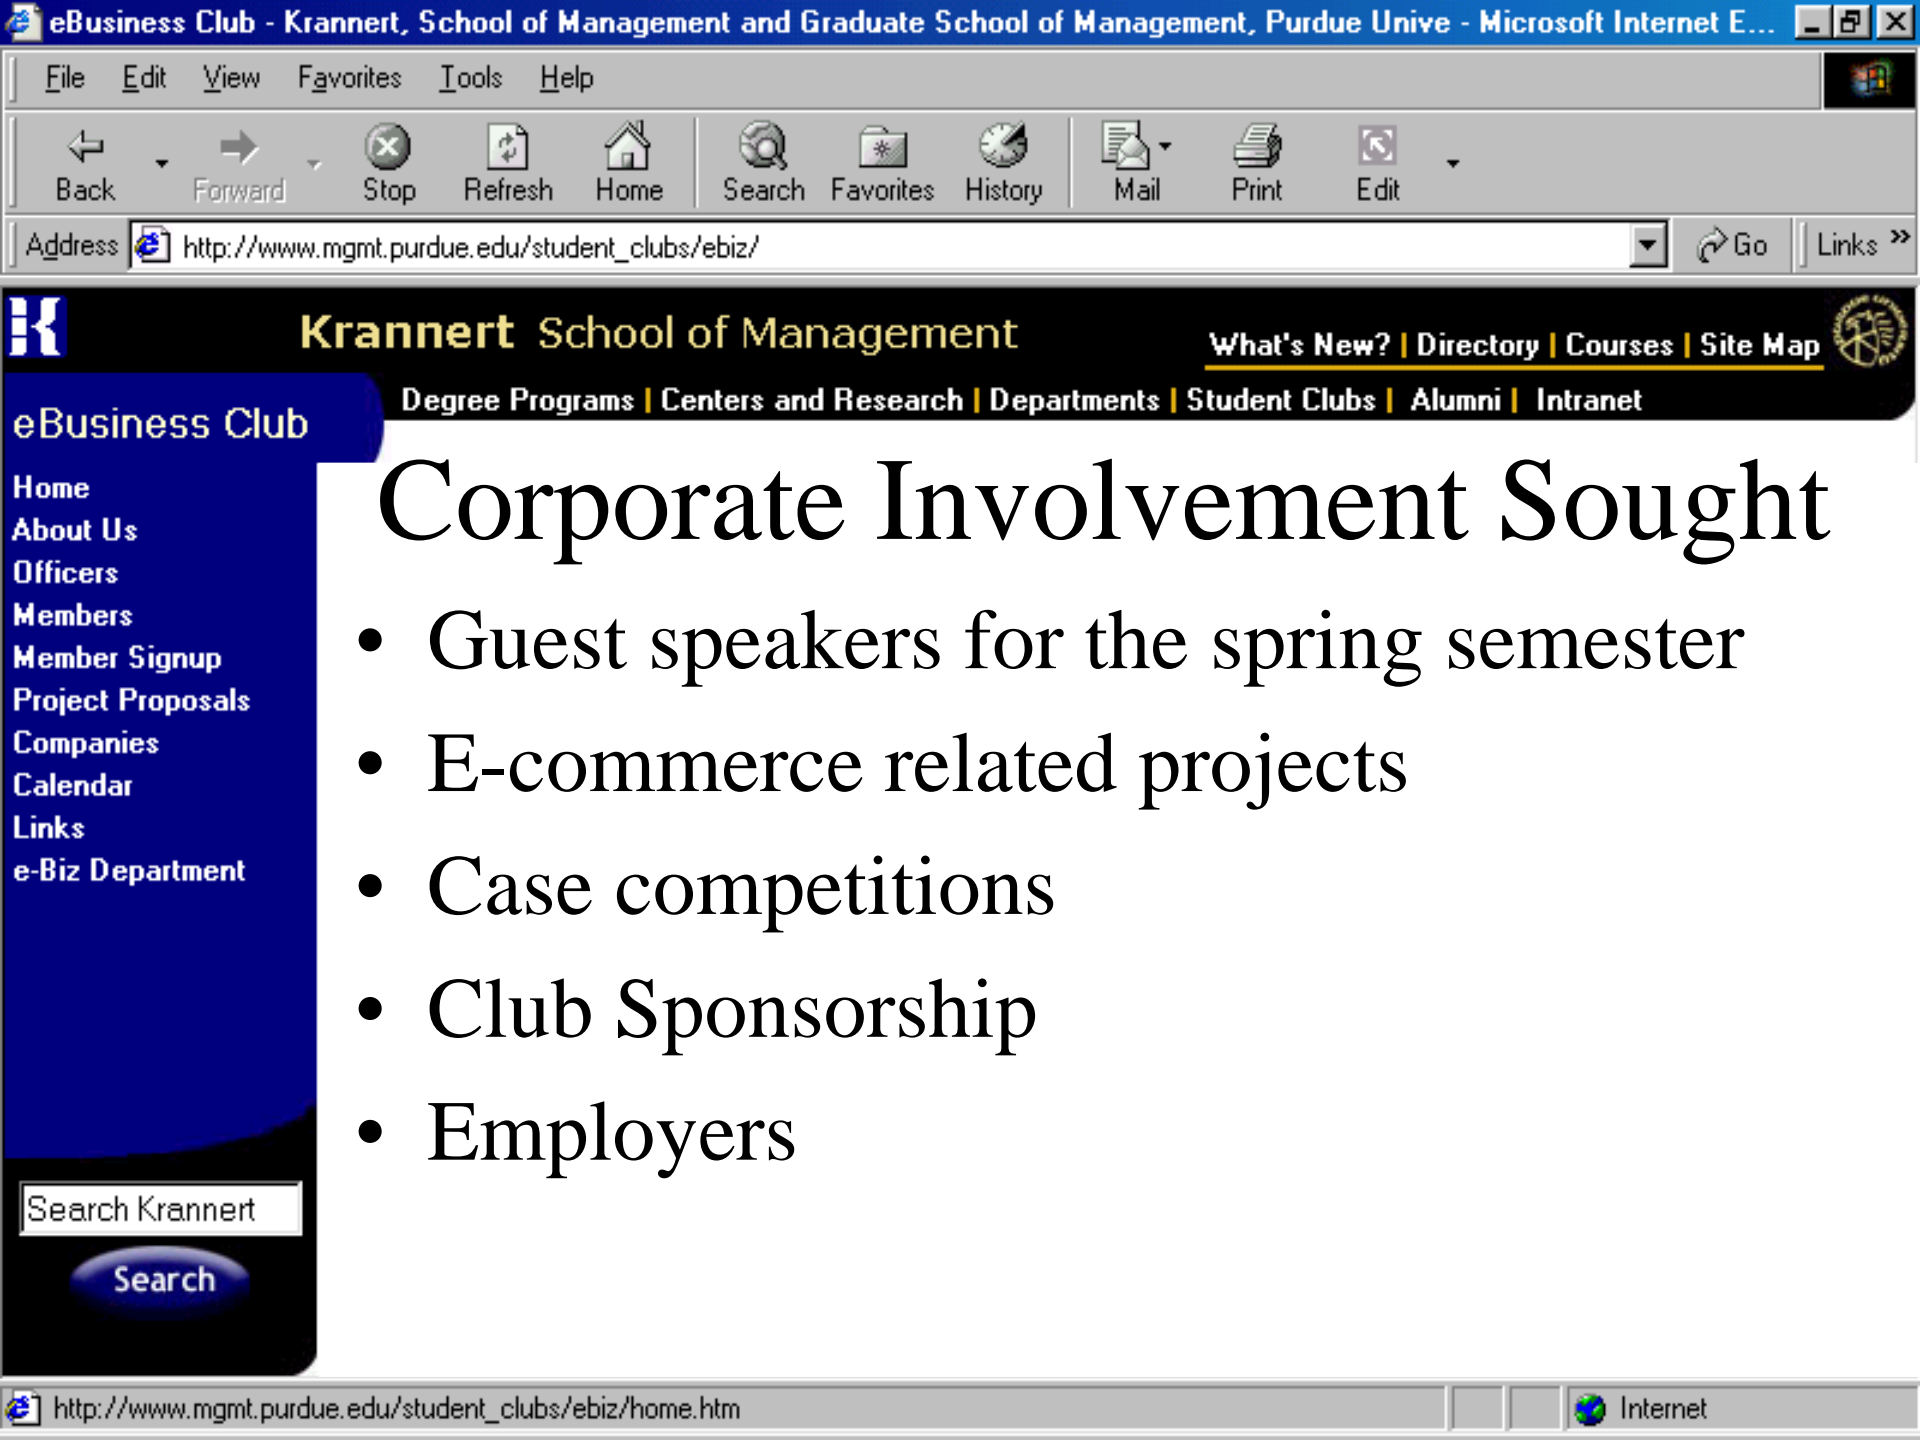 eBusiness Club - Krannert, School of Management and Graduate School of Management, Purdue Unive - Microsoft Internet E...
File Edit View Favorites Tools Help
Back Forward Stop Refresh Home Search Favorites History Mail Print Edit
Address http://www.mgmt.purdue.edu/student_clubs/ebiz/ Go Links »
Krannert School of Management
What's New? | Directory | Courses | Site Map
Degree Programs | Centers and Research | Departments | Student Clubs | Alumni | Intranet
eBusiness Club
Home
About Us
Officers
Members
Member Signup
Project Proposals
Companies
Calendar
Links
e-Biz Department
Search Krannert
Search
Corporate Involvement Sought
• Guest speakers for the spring semester
• E-commerce related projects
• Case competitions
• Club Sponsorship
• Employers
http://www.mgmt.purdue.edu/student_clubs/ebiz/home.htm Internet